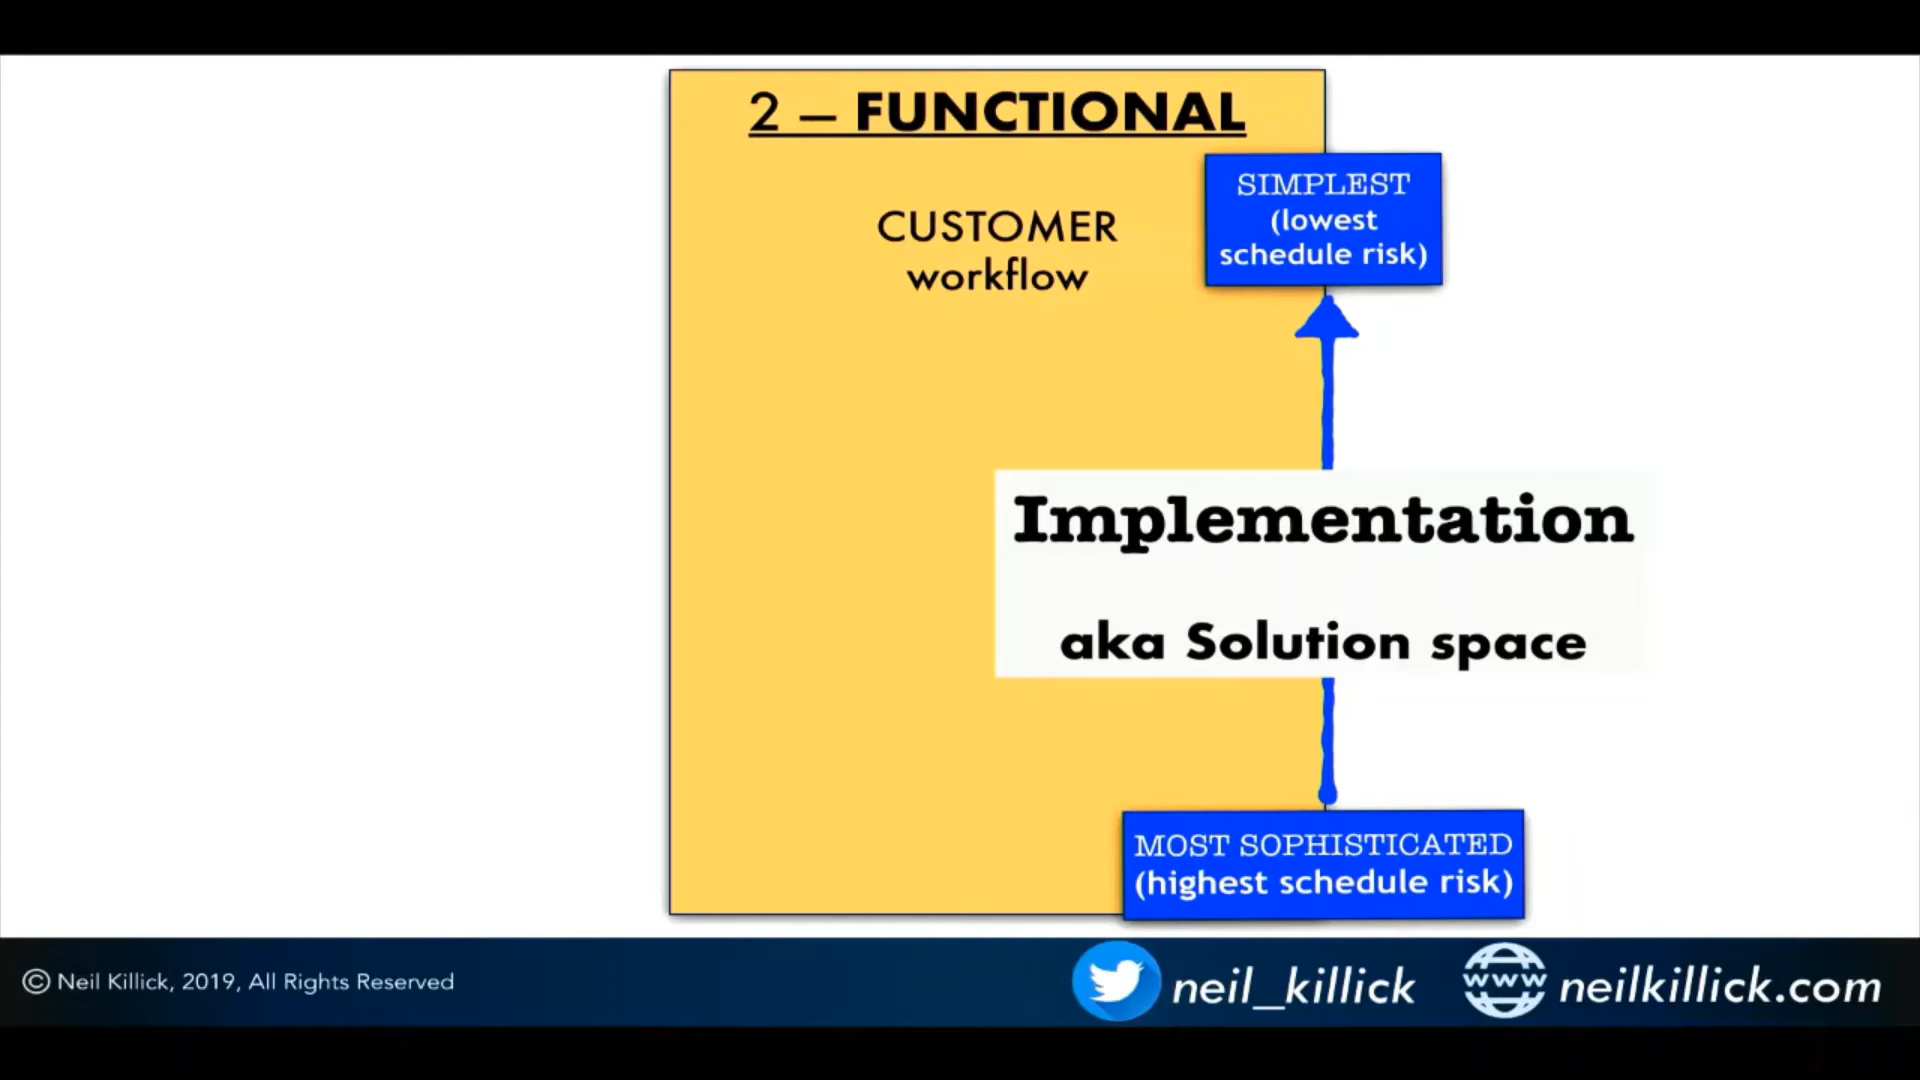 2 – FUNCTIONAL
SIMPLEST
(lowest
schedule risk)
CUSTOMER
workflow
Implementation
aka Solution space
MOST SOPHISTICATED
(highest schedule risk)
© Neil Killick, 2019, All Rights Reserved
neil_killick
www
neilkillick.com